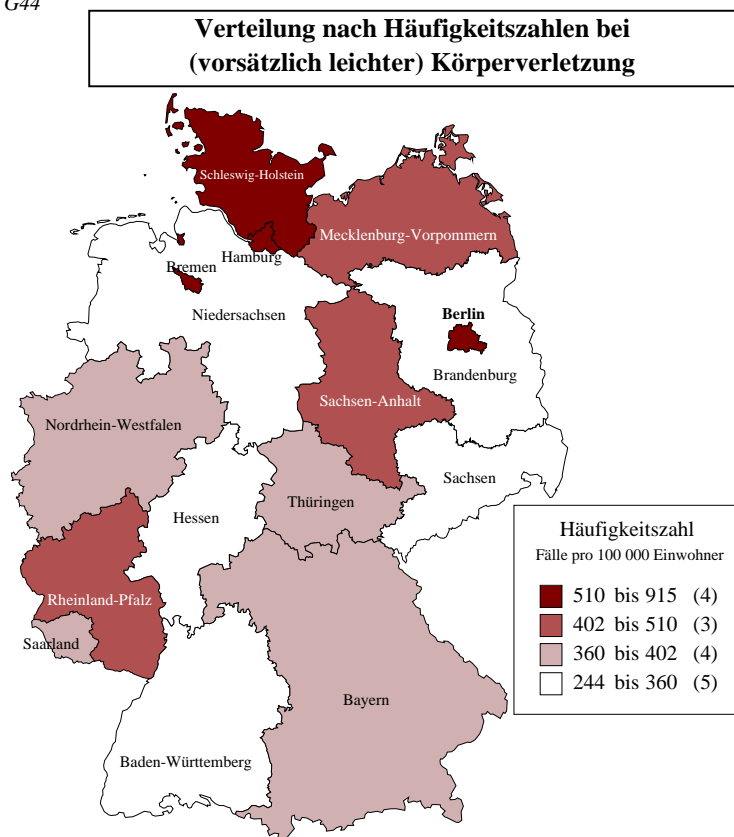 G44
Verteilung nach Häufigkeitszahlen bei
(vorsätzlich leichter) Körperverletzung
Schleswig-Holstein
Mecklenburg-Vorpommern
Hamburg
Bremen
Niedersachsen
Berlin
Brandenburg
Sachsen-Anhalt
Nordrhein-Westfalen
Sachsen
Thüringen
Hessen
Rheinland-Pfalz
Saarland
Bayern
Baden-Württemberg
Häufigkeitszahl
Fälle pro 100 000 Einwohner
510 bis 915 (4)
402 bis 510 (3)
360 bis 402 (4)
244 bis 360 (5)